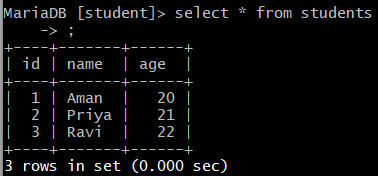 MariaDB [student]> select * from students
    -> ;
+----+-------+------+
| id | name  | age  |
+----+-------+------+
|  1 | Aman  |   20 |
|  2 | Priya |   21 |
|  3 | Ravi  |   22 |
+----+-------+------+
3 rows in set (0.000 sec)